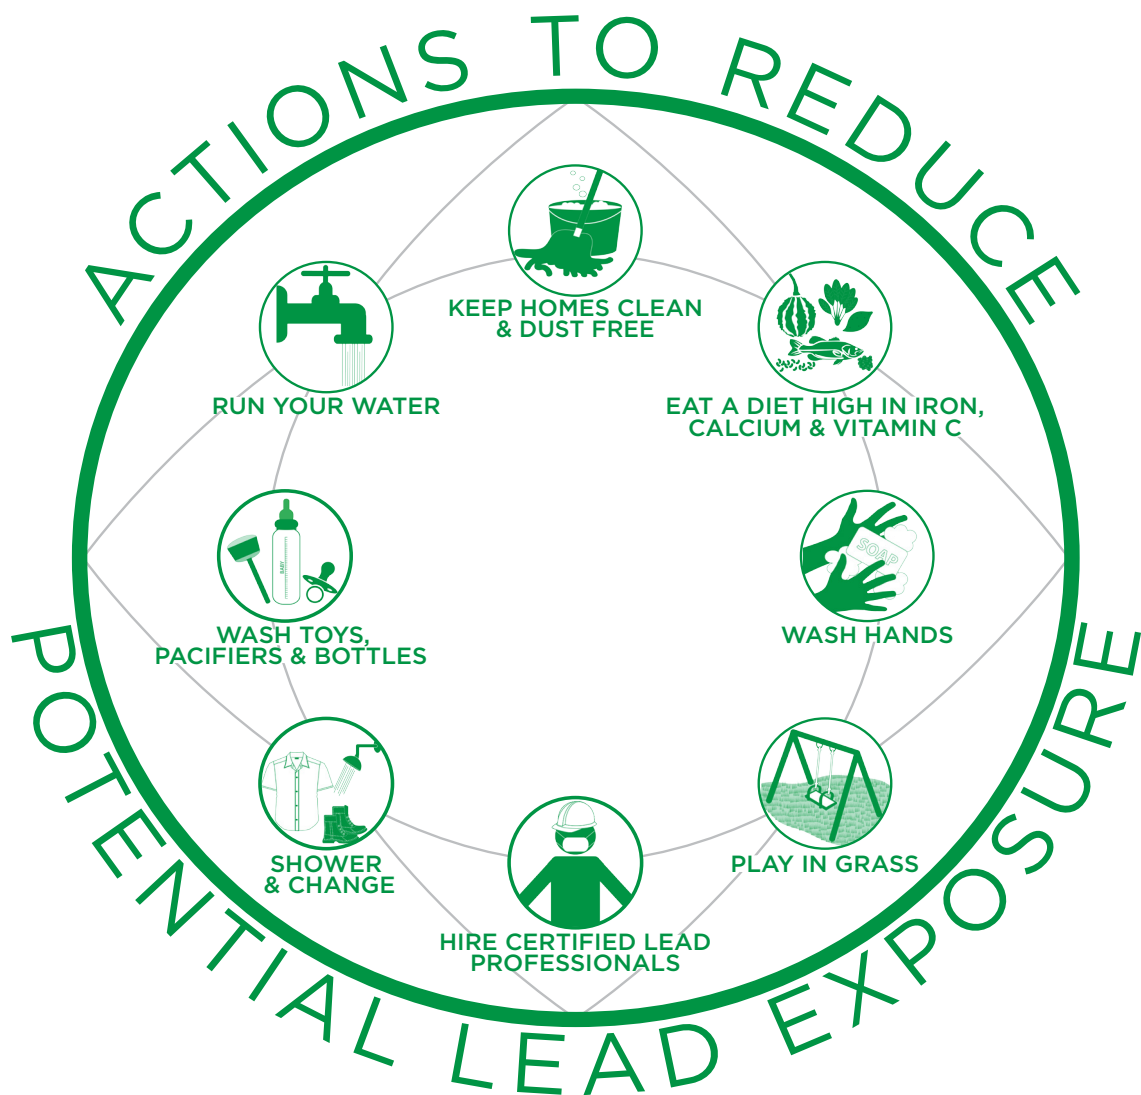 ACTIONS TO REDUCE
POTENTIAL LEAD EXPOSURE
KEEP HOMES CLEAN
& DUST FREE
EAT A DIET HIGH IN IRON,
CALCIUM & VITAMIN C
SOAP
WASH HANDS
PLAY IN GRASS
HIRE CERTIFIED LEAD
PROFESSIONALS
SHOWER
& CHANGE
BABY
WASH TOYS,
PACIFIERS & BOTTLES
RUN YOUR WATER